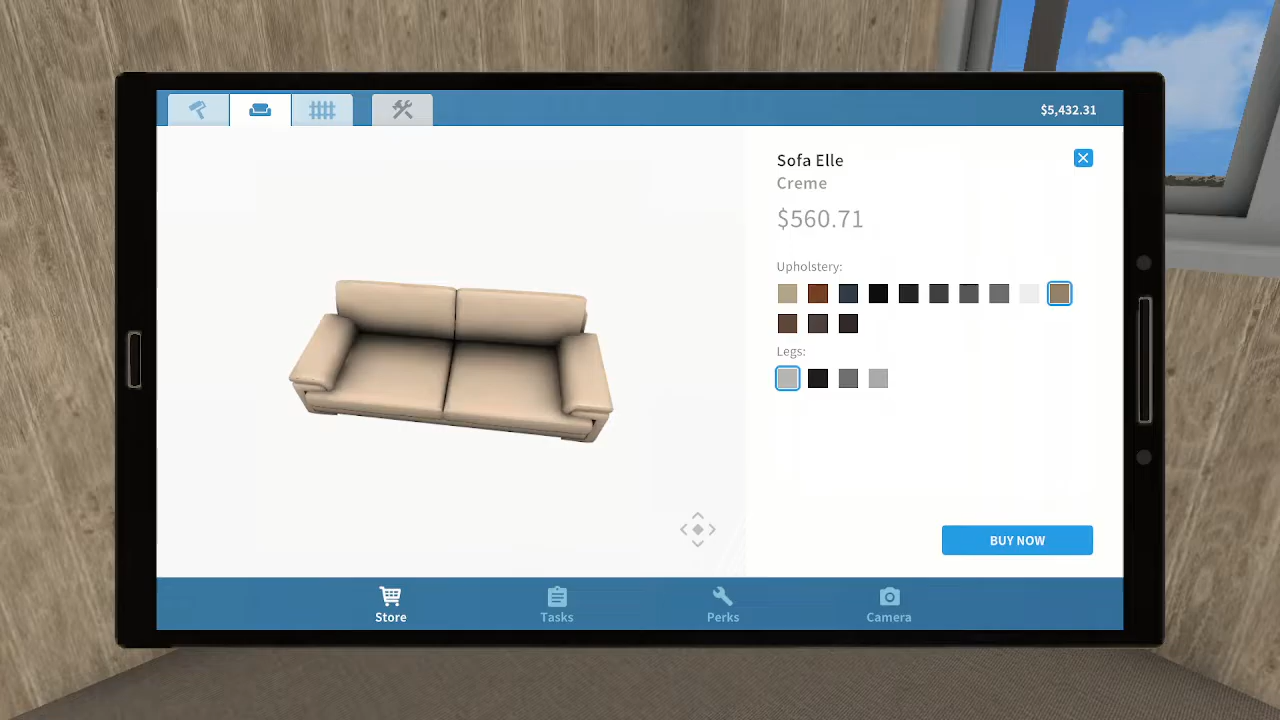 $5,432.31
Sofa Elle
Creme
$560.71
Upholstery:
Legs:
BUY NOW
Store
Tasks
Perks
Camera